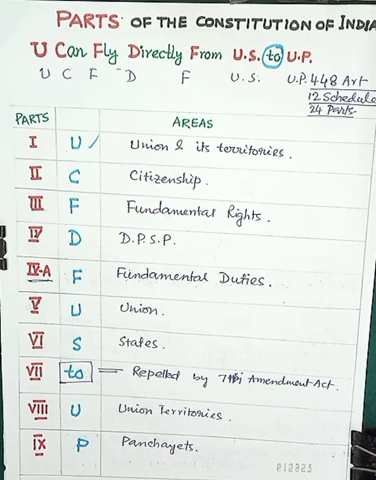 PARTS OF THE CONSTITUTION OF INDIA
U Can Fly Directly From U.S. to U.P.
U C F D F U.S. U.P. 448 Art
12 Schedule
24 Parts.
PARTS AREAS
I U / Union & its territories.
II C Citizenship.
III F Fundamental Rights.
IV D D.P.S.P.
IV-A F Fundamental Duties.
V U Union.
VI S States.
VII to = Repelled by Amendment Act.
VIII U Union Territories.
IX P Panchayets.